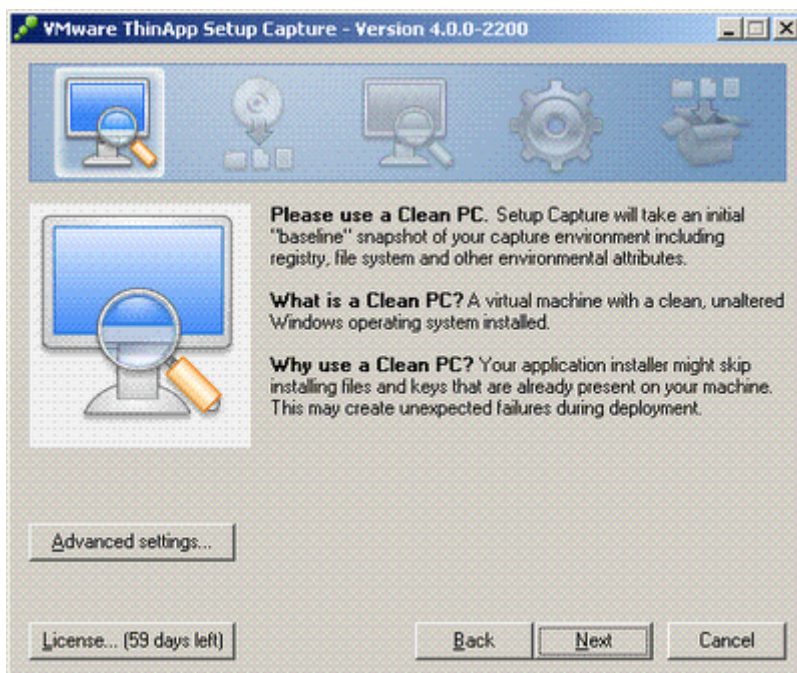 VMware ThinApp Setup Capture - Version 4.0.0-2200
Please use a Clean PC. Setup Capture will take an initial
"baseline" snapshot of your capture environment including
registry, file system and other environmental attributes.
What is a Clean PC? A virtual machine with a clean, unaltered
Windows operating system installed.
Why use a Clean PC? Your application installer might skip
installing files and keys that are already present on your machine.
This may create unexpected failures during deployment.
Advanced settings...
License... (59 days left)
Back
Next
Cancel